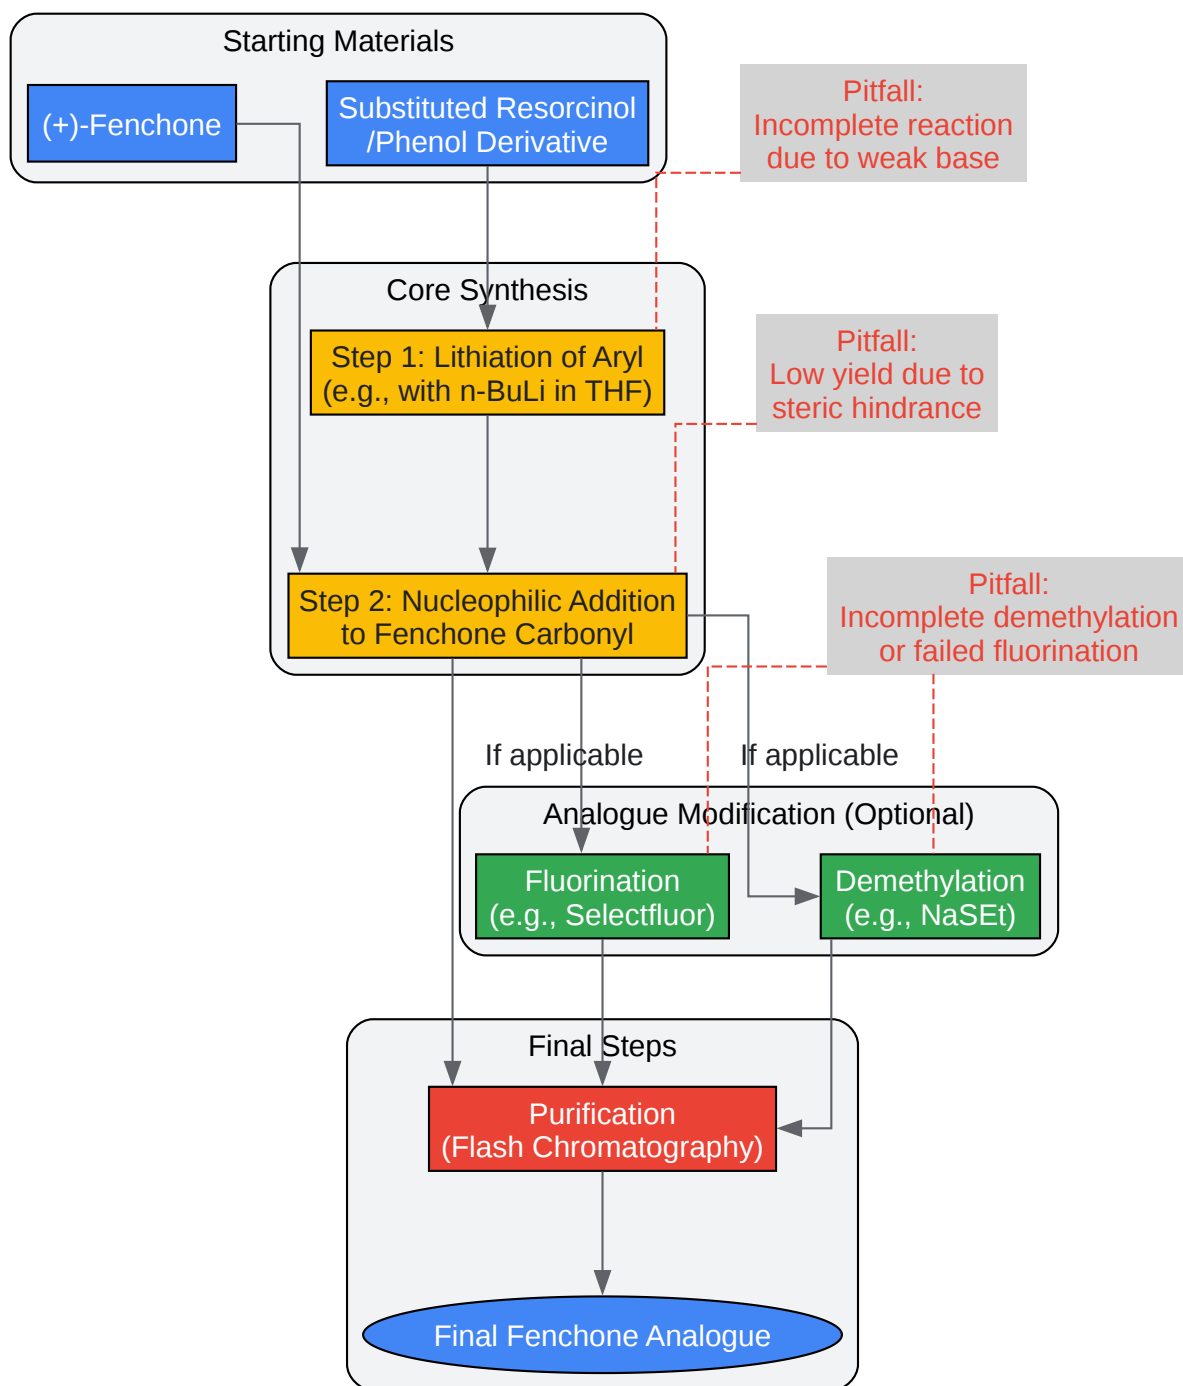 Starting Materials
(+)-Fenchone
Substituted Resorcinol
/Phenol Derivative
Pitfall:
Incomplete reaction
due to weak base
Core Synthesis
Step 1: Lithiation of Aryl
(e.g., with n-BuLi in THF)
Pitfall:
Low yield due to
steric hindrance
Step 2: Nucleophilic Addition
to Fenchone Carbonyl
Pitfall:
Incomplete demethylation
or failed fluorination
If applicable
If applicable
Analogue Modification (Optional)
Fluorination
(e.g., Selectfluor)
Demethylation
(e.g., NaSEt)
Final Steps
Purification
(Flash Chromatography)
Final Fenchone Analogue